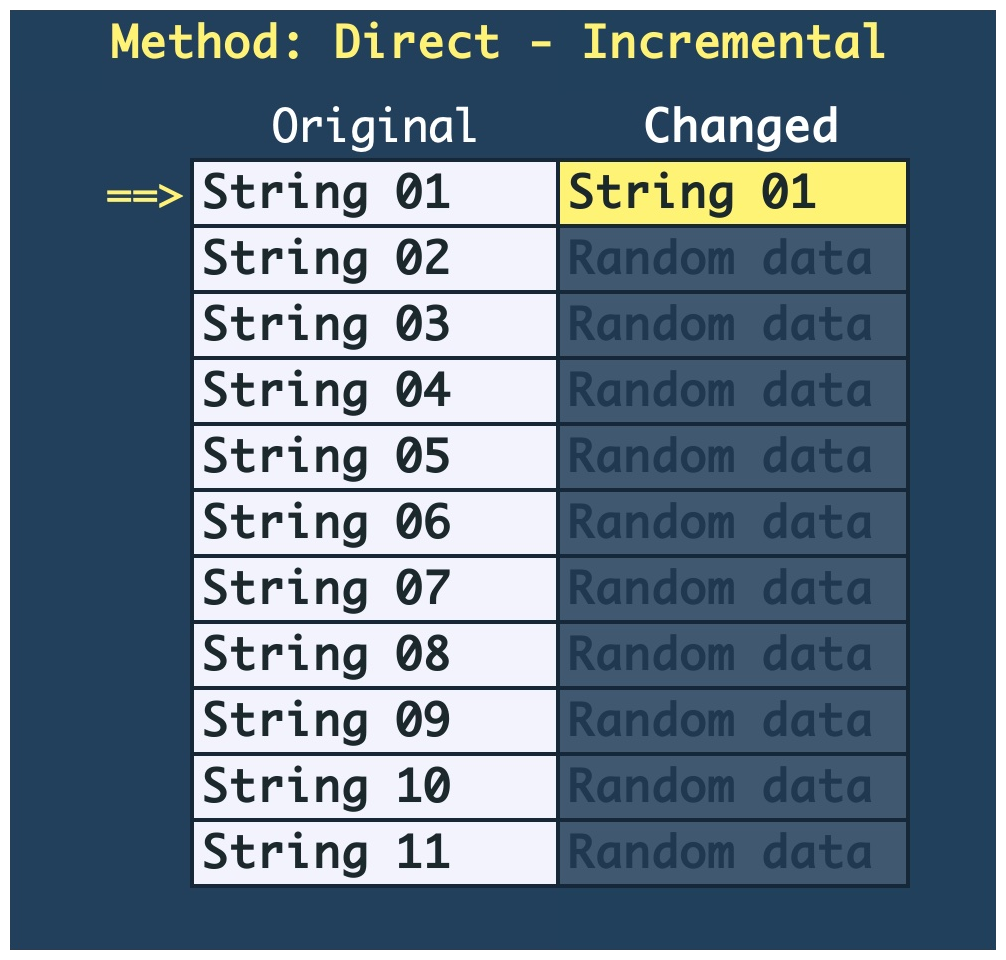 Method: Direct - Incremental
Original Changed
==> String 01 String 01
String 02 Random data
String 03 Random data
String 04 Random data
String 05 Random data
String 06 Random data
String 07 Random data
String 08 Random data
String 09 Random data
String 10 Random data
String 11 Random data